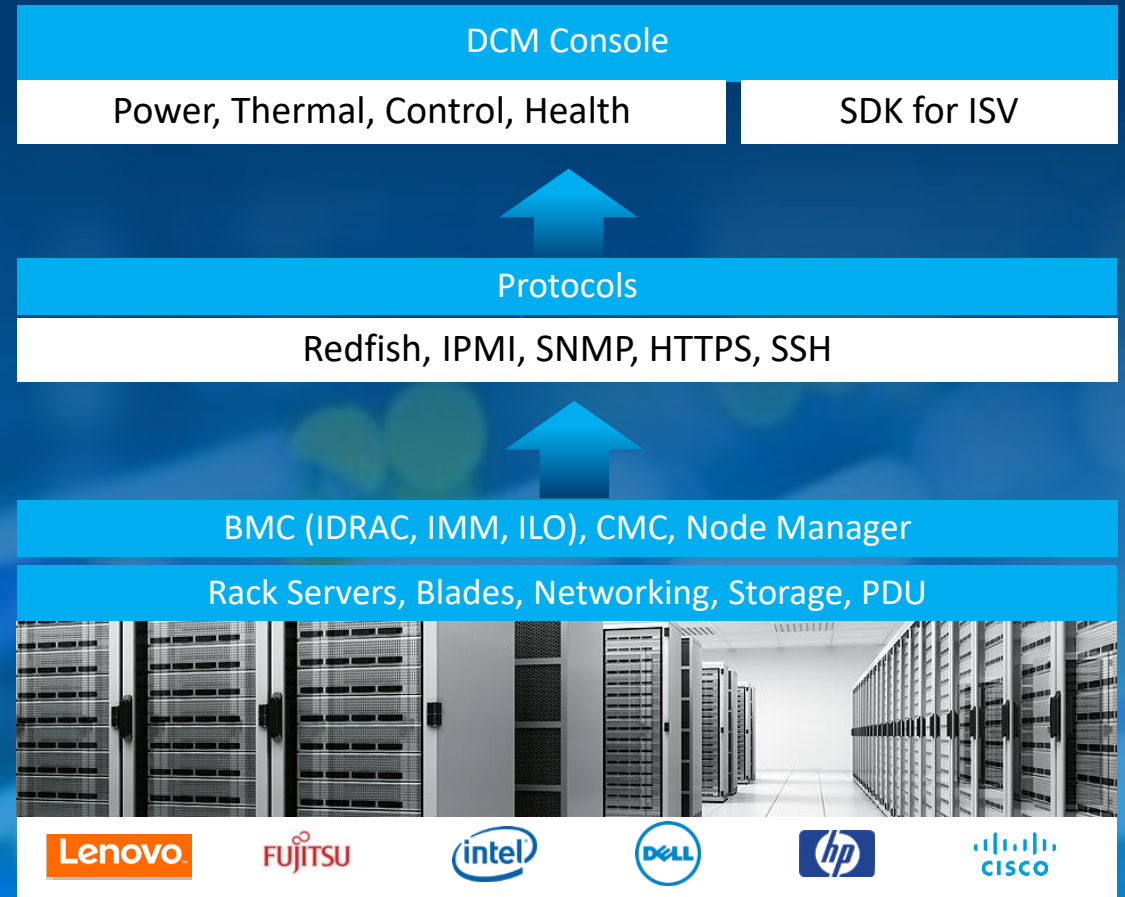 DCM Console
Power, Thermal, Control, Health
SDK for ISV
Protocols
Redfish, IPMI, SNMP, HTTPS, SSH
BMC (IDRAC, IMM, ILO), CMC, Node Manager
Rack Servers, Blades, Networking, Storage, PDU
Lenovo
FUJITSU
intel
DELL
hp
CISCO